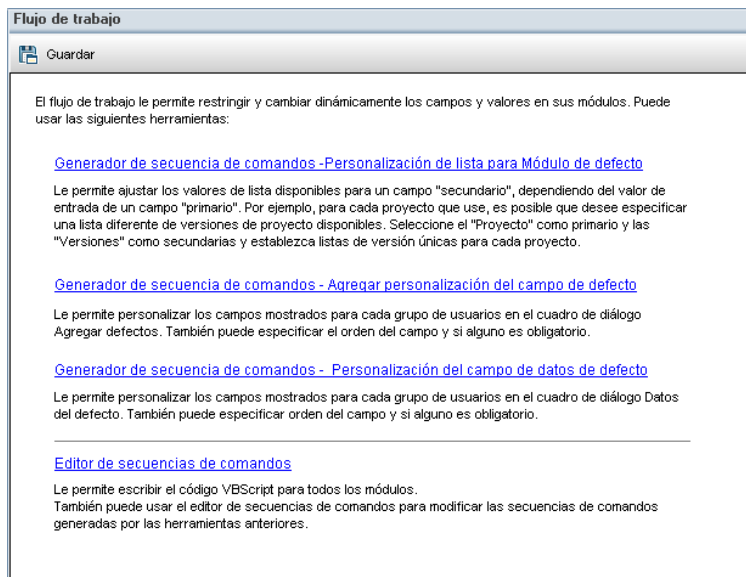 Flujo de trabajo
Guardar
El flujo de trabajo le permite restringir y cambiar dinámicamente los campos y valores en sus módulos. Puede
usar las siguientes herramientas:
Generador de secuencia de comandos -Personalización de lista para Módulo de defecto
Le permite ajustar los valores de lista disponibles para un campo "secundario", dependiendo del valor de
entrada de un campo "primario". Por ejemplo, para cada proyecto que use, es posible que desee especificar
una lista diferente de versiones de proyecto disponibles. Seleccione el "Proyecto" como primario y las
"Versiones" como secundarias y establezca listas de versión únicas para cada proyecto.
Generador de secuencia de comandos - Agregar personalización del campo de defecto
Le permite personalizar los campos mostrados para cada grupo de usuarios en el cuadro de diálogo
Agregar defectos. También puede especificar el orden del campo y si alguno es obligatorio.
Generador de secuencia de comandos - Personalización del campo de datos de defecto
Le permite personalizar los campos mostrados para cada grupo de usuarios en el cuadro de diálogo Datos
del defecto. También puede especificar orden del campo y si alguno es obligatorio.
Editor de secuencias de comandos
Le permite escribir el código VBScript para todos los módulos.
También puede usar el editor de secuencias de comandos para modificar las secuencias de comandos
generadas por las herramientas anteriores.